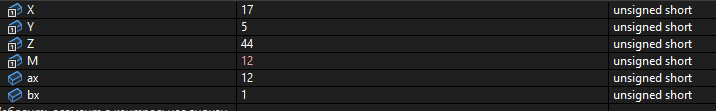 X 17 unsigned short
Y 5 unsigned short
Z 44 unsigned short
M 12 unsigned short
ax 12 unsigned short
bx 1 unsigned short